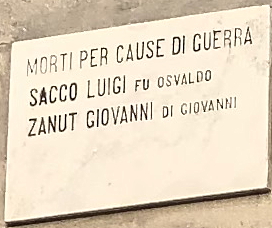 MORTI PER CAUSE DI GUERRA
SACCO LUIGI FU OSVALDO
ZANUT GIOVANNI DI GIOVANNI